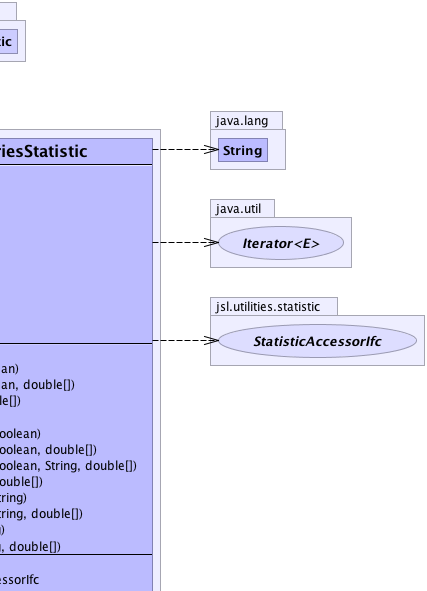 tic
java.lang
riesStatistic
String
java.util
Iterator<E>
jsl.utilities.statistic
StatisticAccessorIfc
an)
an, double[])
le[])
oolean)
oolean, double[])
oolean, String, double[])
ouble[])
tring)
tring, double[])
g)
g, double[])
essorIfc